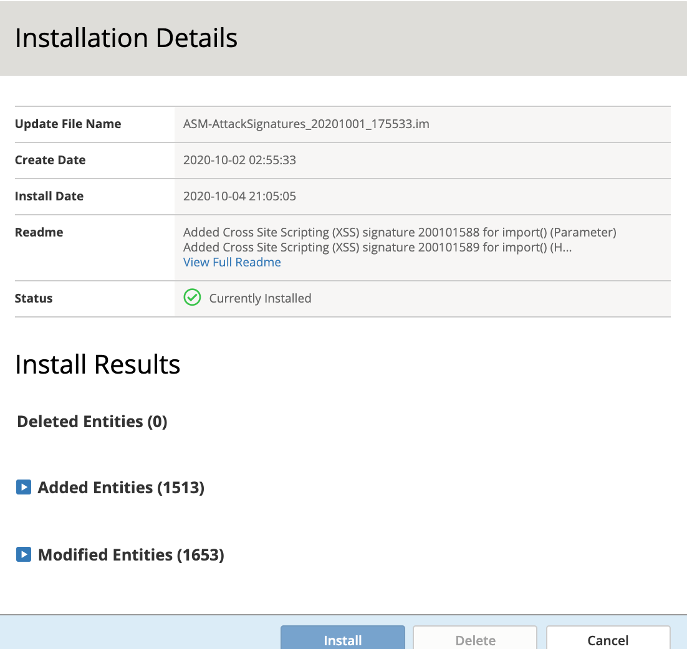 Installation Details
Update File Name ASM-AttackSignatures_20201001_175533.im
Create Date 2020-10-02 02:55:33
Install Date 2020-10-04 21:05:05
Readme Added Cross Site Scripting (XSS) signature 200101588 for import() (Parameter)
Added Cross Site Scripting (XSS) signature 200101589 for import() (H...
View Full Readme
Status Currently Installed
Install Results
Deleted Entities (0)
Added Entities (1513)
Modified Entities (1653)
Install Delete Cancel